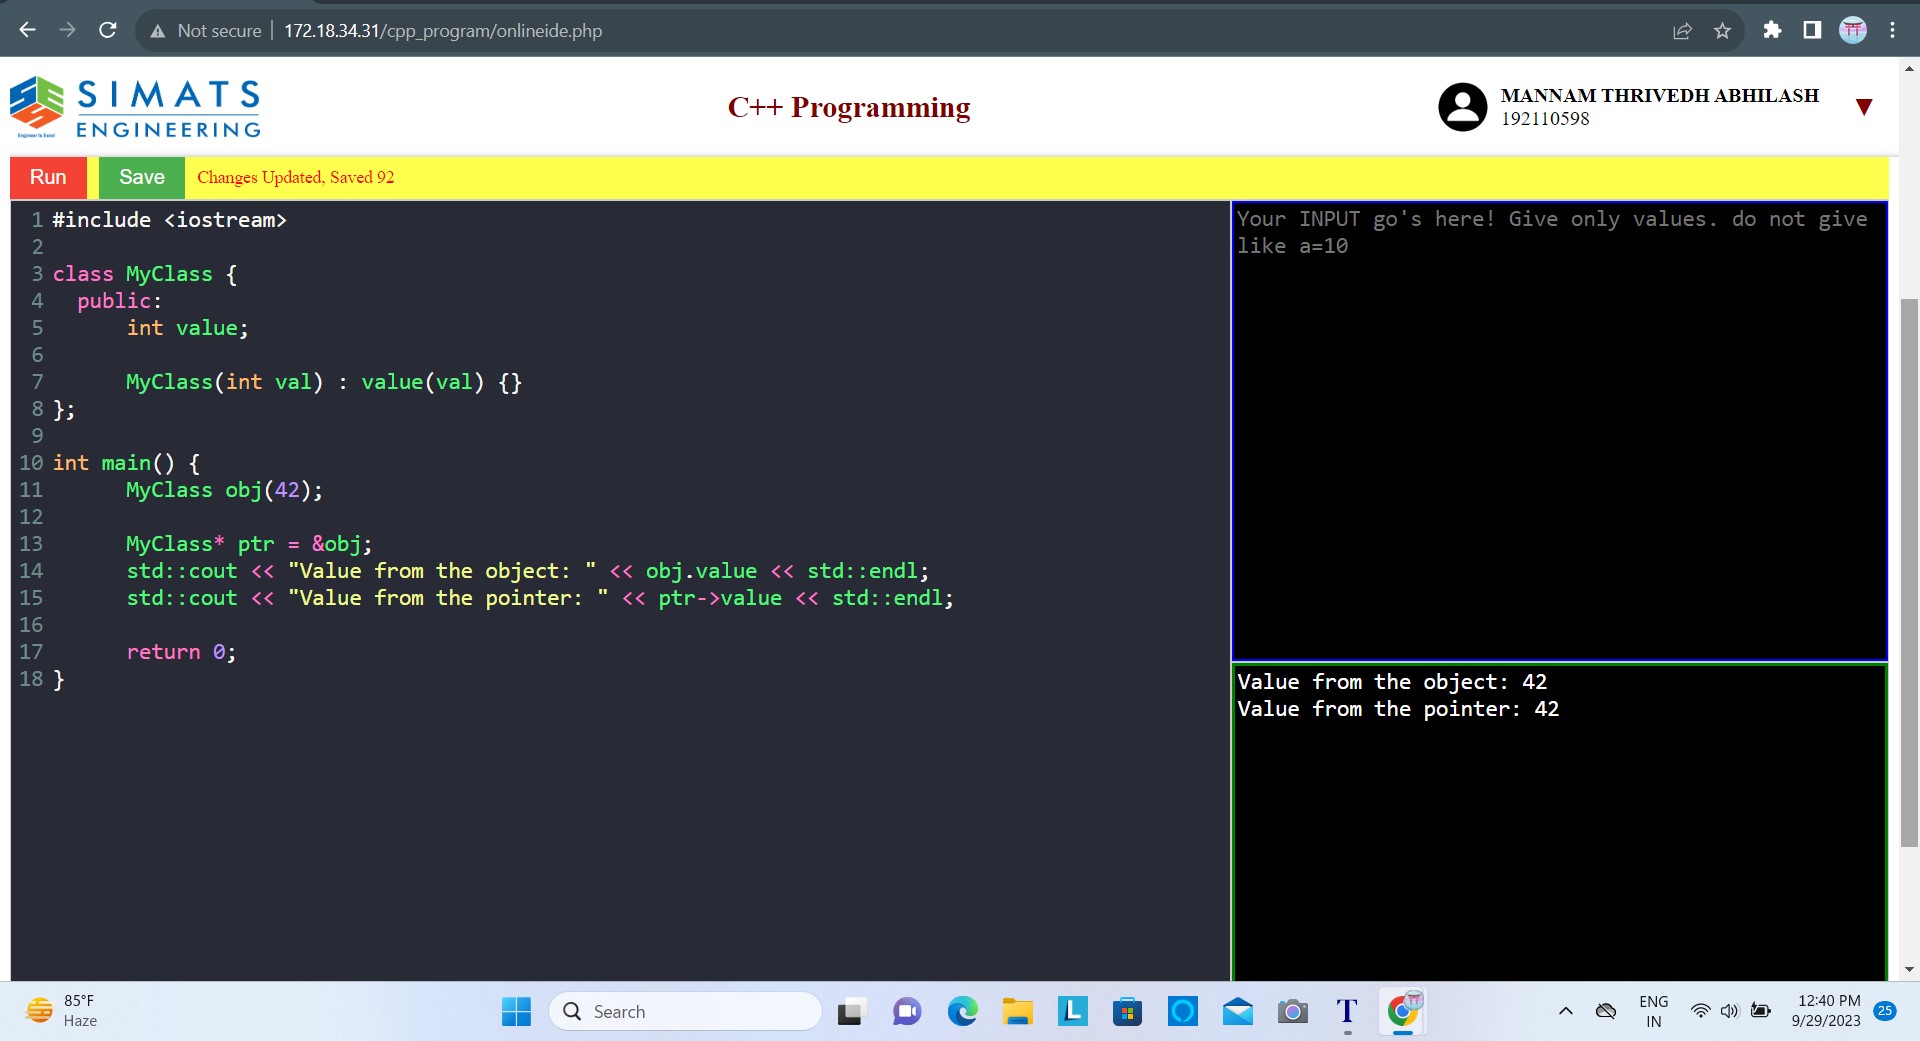 Not secure 172.18.34.31/cpp_program/onlineide.php
SIMATS
ENGINEERING
Engineer to Excel
C++ Programming
MANNAM THRIVEDH ABHILASH
192110598
Run Save Changes Updated, Saved 92
1 #include <iostream>
2
3 class MyClass {
4 public:
5 int value;
6
7 MyClass(int val) : value(val) {}
8 };
9
10 int main() {
11 MyClass obj(42);
12
13 MyClass* ptr = &obj;
14 std::cout << "Value from the object: " << obj.value << std::endl;
15 std::cout << "Value from the pointer: " << ptr->value << std::endl;
16
17 return 0;
18 }
Your INPUT go's here! Give only values. do not give
like a=10
Value from the object: 42
Value from the pointer: 42
85°F
Haze
Search
L
T
ENG
IN
12:40 PM
9/29/2023
25